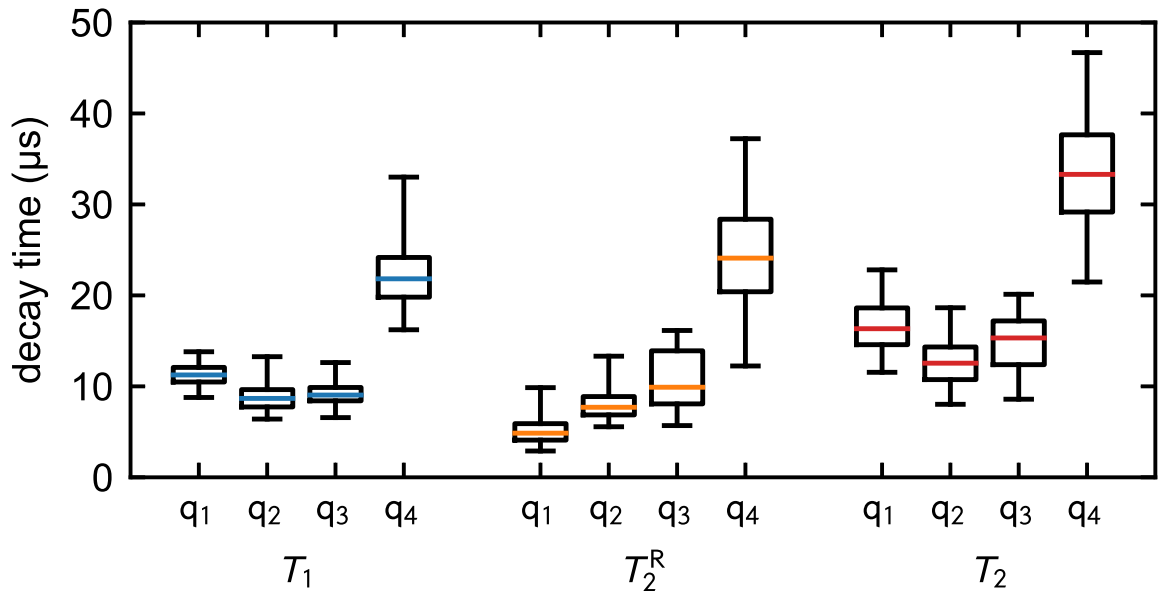 decay time (μs)
50
40
30
20
10
0
q₁ q₂ q₃ q₄ q₁ q₂ q₃ q₄ q₁ q₂ q₃ q₄
T₁ T₂ᴿ T₂